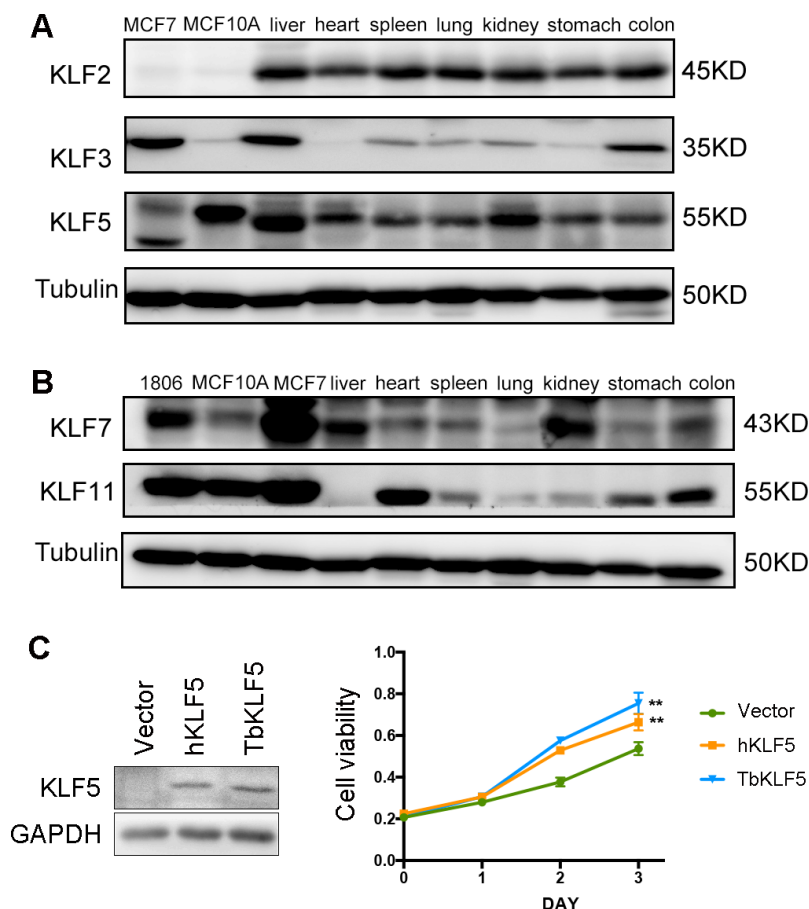 A
MCF7 MCF10A liver heart spleen lung kidney stomach colon
KLF2 45KD
KLF3 35KD
KLF5 55KD
Tubulin 50KD
B
1806 MCF10A MCF7 liver heart spleen lung kidney stomach colon
KLF7 43KD
KLF11 55KD
Tubulin 50KD
C
Vector hKLF5 TbKLF5
KLF5
GAPDH
Cell viability
1.0
0.8
0.6
0.4
0.2
0.0
0 1 2 3
DAY
**
**
Vector
hKLF5
TbKLF5